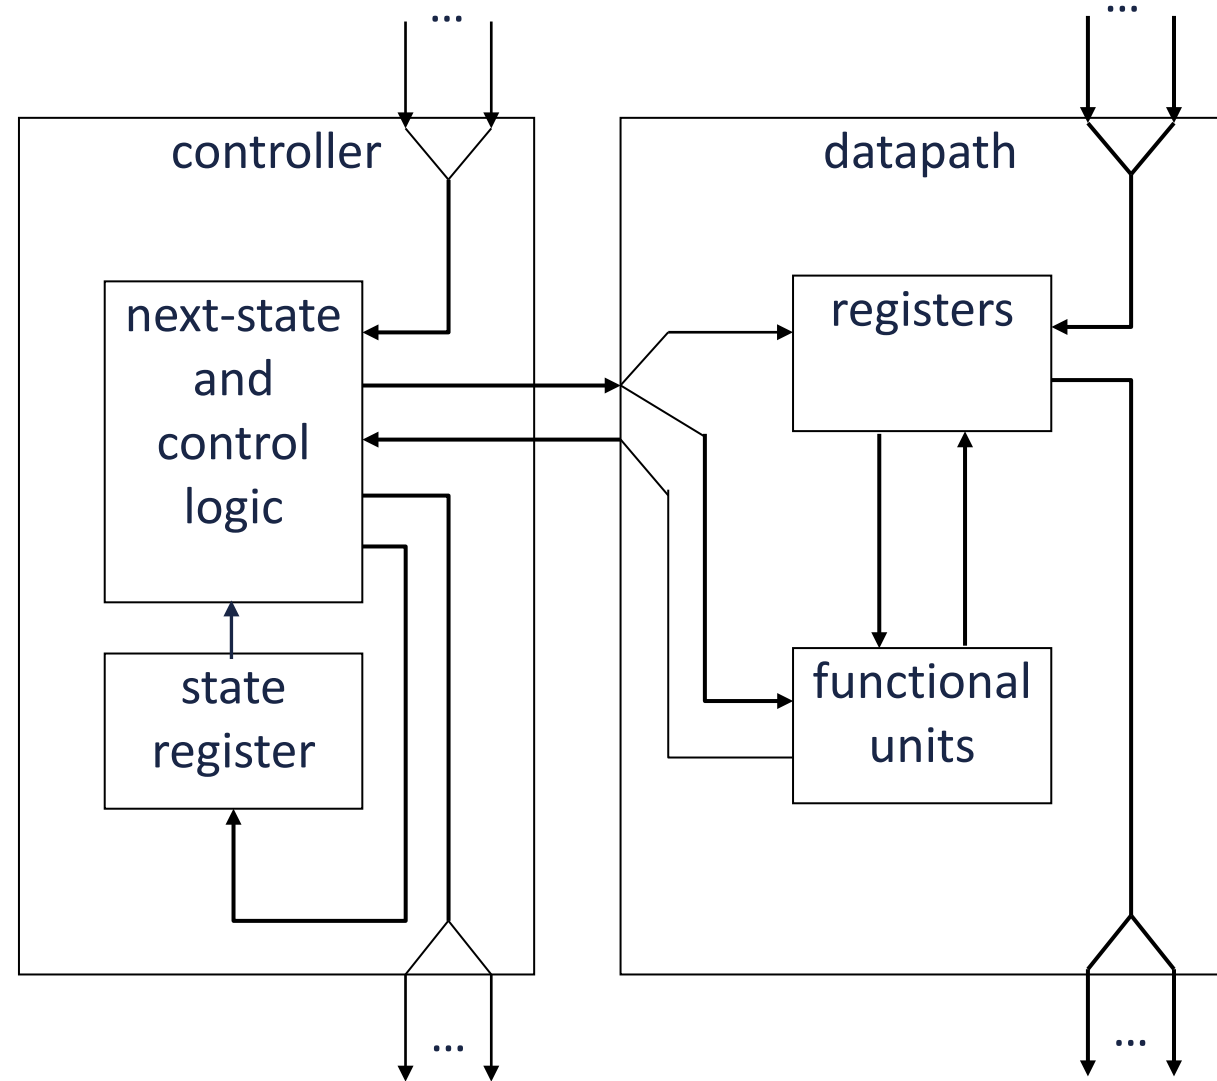 ...
...
controller
datapath
next-state
and
control
logic
registers
state
register
functional
units
...
...